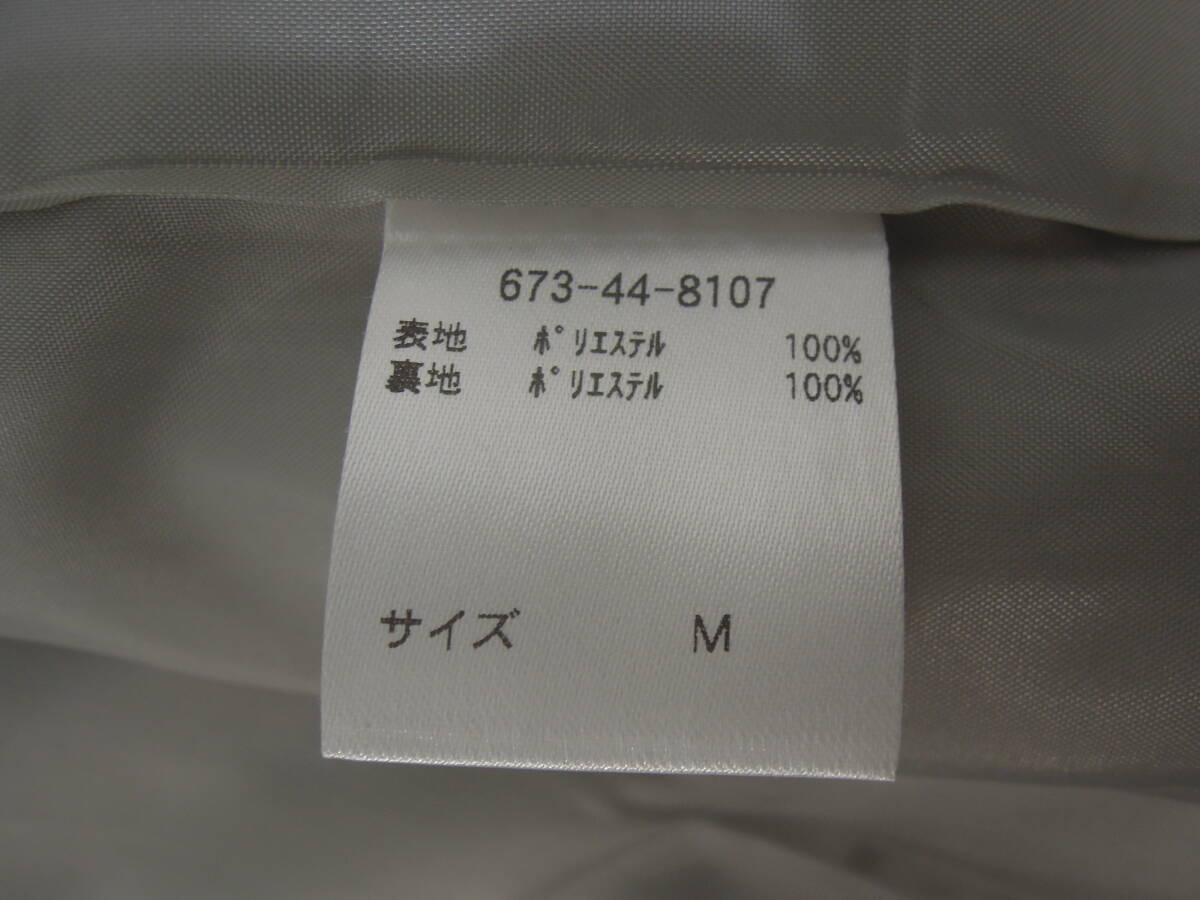 673-44-8107
表地 ﾎﾟﾘｴｽﾃﾙ 100%
裏地 ﾎﾟﾘｴｽﾃﾙ 100%
サイズ M